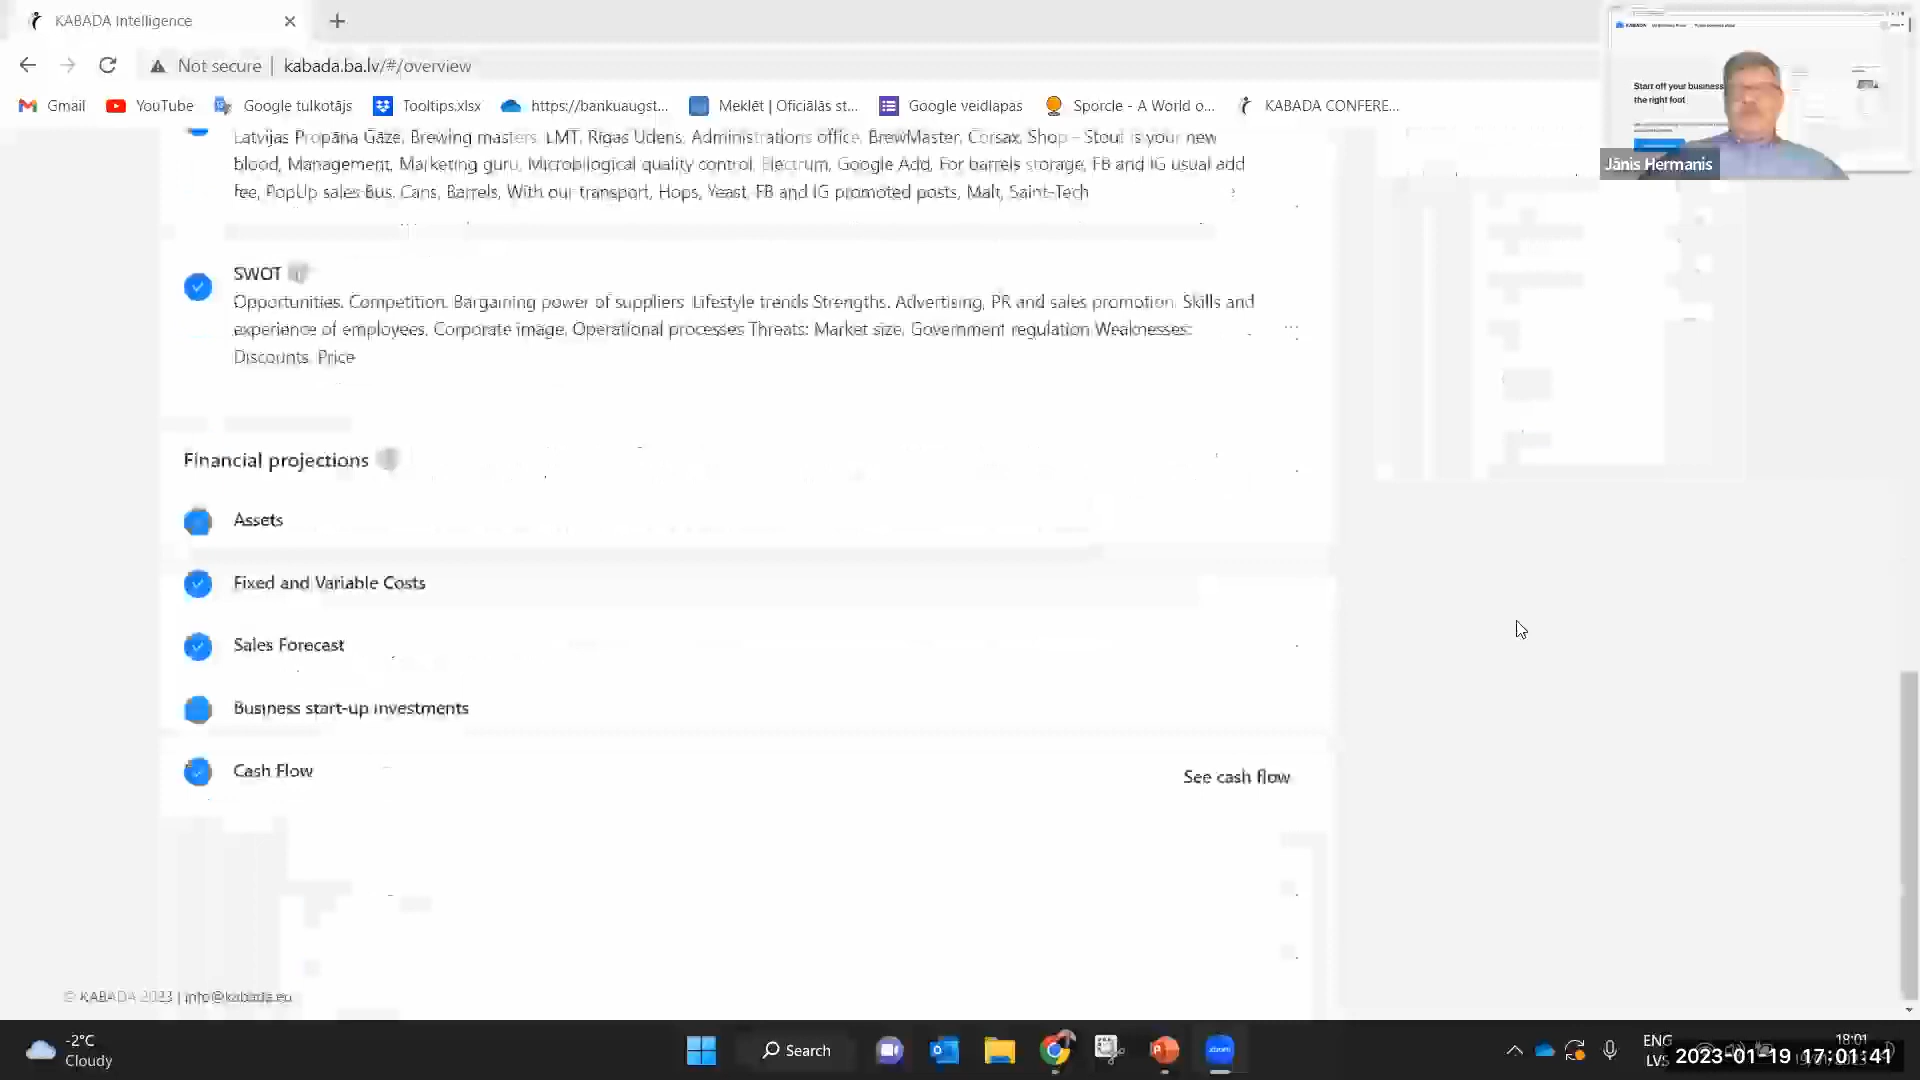 KABADA Intelligence
Not secure | kabada.ba.lv/#/overview
Gmail YouTube Google tulkotājs Tooltips.xlsx https://bankuaugst... Meklēt | Oficiālās st... Google veidlapas Sporcle - A World o... KABADA CONFERE...
Start off your business
the right foot
Jānis Hermanis
Latvijas Propāna Gāze, Brewing masters, LMT, Rīgas Ūdens, Administrations office, BrewMaster, Corsax, Shop – Stout is your new
blood, Management, Marketing guru, Microbiological quality control, Electrum, Google Add, For barrels storage, FB and IG usual add
fee, PopUp sales Bus, Cans, Barrels, With our transport, Hops, Yeast, FB and IG promoted posts, Malt, Saint-Tech
SWOT
Opportunities: Competition, Bargaining power of suppliers, Lifestyle trends Strengths: Advertising, PR and sales promotion, Skills and
experience of employees, Corporate image, Operational processes Threats: Market size, Government regulation Weaknesses:
Discounts, Price
Financial projections
Assets
Fixed and Variable Costs
Sales Forecast
Business start-up investments
Cash Flow
See cash flow
© KABADA 2023 | info@kabada.eu
-2°C
Cloudy
Search
zoom
ENG
LVS
18:01
2023-01-19 17:01:41